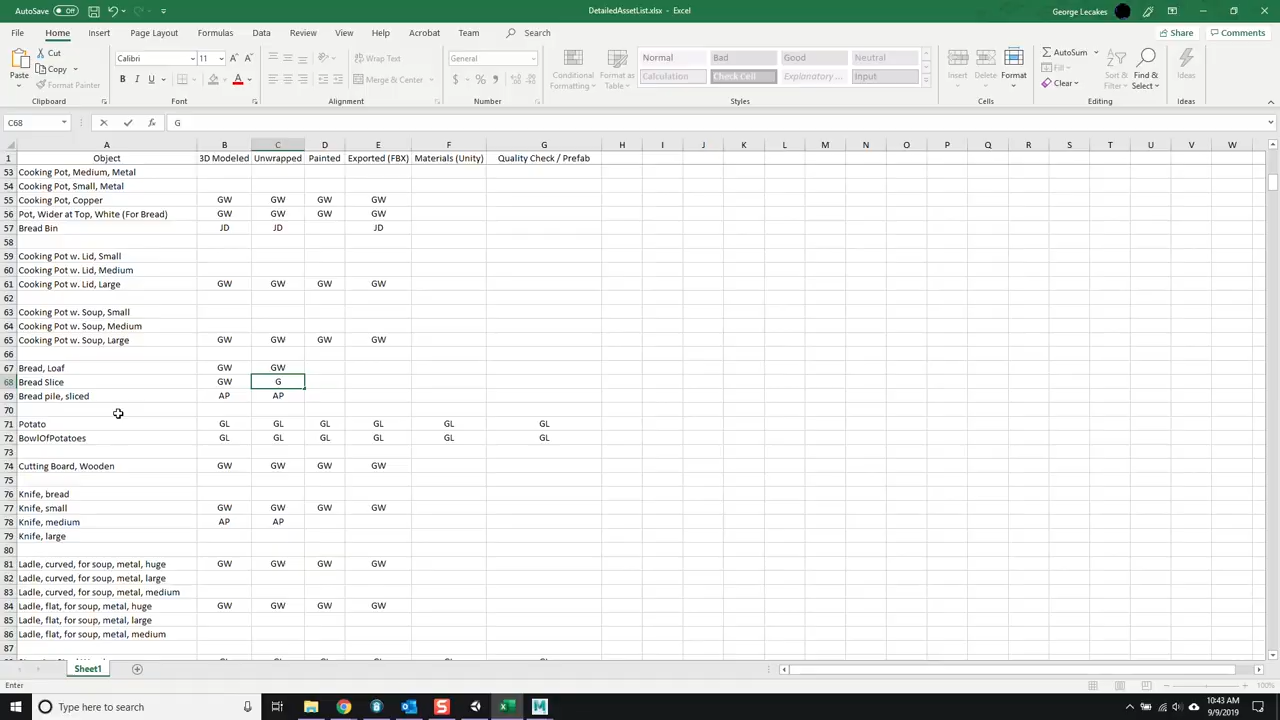 AutoSave Off
DetailedAssetList.xlsx - Excel
George Lecakes
File Home Insert Page Layout Formulas Data Review View Help Acrobat Team Search
Share Comments
Paste
Cut
Copy
Format Painter
Clipboard
Calibri 11
B I U
Font
Merge & Center
Alignment
General
$ % ,
Number
Conditional Formatting
Format as Table
Normal Bad Good Neutral
Calculation Check Cell Explanatory ... Input
Styles
Insert Delete Format
Cells
AutoSum
Fill
Clear
Sort & Filter
Find & Select
Editing
Ideas
Ideas
C68 fx G
A B C D E F G H I J K L M N O P Q R S T U V W
1 Object 3D Modeled Unwrapped Painted Exported (FBX) Materials (Unity) Quality Check / Prefab
53 Cooking Pot, Medium, Metal
54 Cooking Pot, Small, Metal
55 Cooking Pot, Copper GW GW GW GW
56 Pot, Wider at Top, White (For Bread) GW GW GW GW
57 Bread Bin JD JD JD
58
59 Cooking Pot w. Lid, Small
60 Cooking Pot w. Lid, Medium
61 Cooking Pot w. Lid, Large GW GW GW GW
62
63 Cooking Pot w. Soup, Small
64 Cooking Pot w. Soup, Medium
65 Cooking Pot w. Soup, Large GW GW GW GW
66
67 Bread, Loaf GW GW
68 Bread Slice GW G
69 Bread pile, sliced AP AP
70
71 Potato GL GL GL GL GL GL
72 BowlOfPotatoes GL GL GL GL GL GL
73
74 Cutting Board, Wooden GW GW GW GW
75
76 Knife, bread
77 Knife, small GW GW GW GW
78 Knife, medium AP AP
79 Knife, large
80
81 Ladle, curved, for soup, metal, huge GW GW GW GW
82 Ladle, curved, for soup, metal, large
83 Ladle, curved, for soup, metal, medium
84 Ladle, flat, for soup, metal, huge GW GW GW GW
85 Ladle, flat, for soup, metal, large
86 Ladle, flat, for soup, metal, medium
87
Sheet1
Enter
100%
Type here to search
10:43 AM
9/9/2019